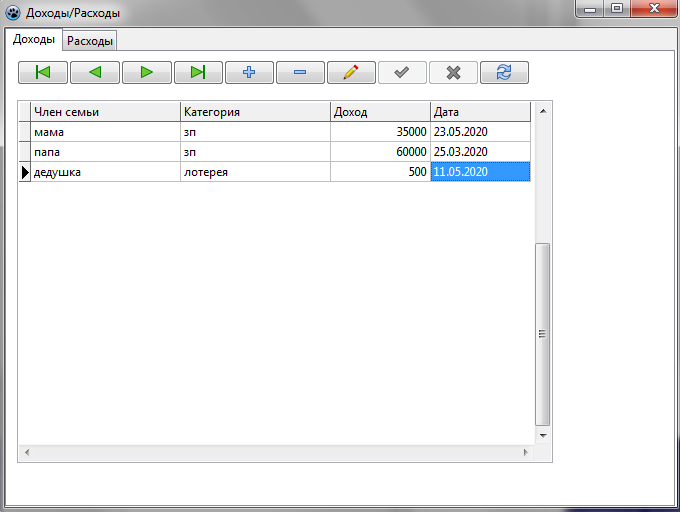 Доходы/Расходы
Доходы Расходы
Член семьи Категория Доход Дата
мама зп 35000 23.05.2020
папа зп 60000 25.03.2020
дедушка лотерея 500 11.05.2020